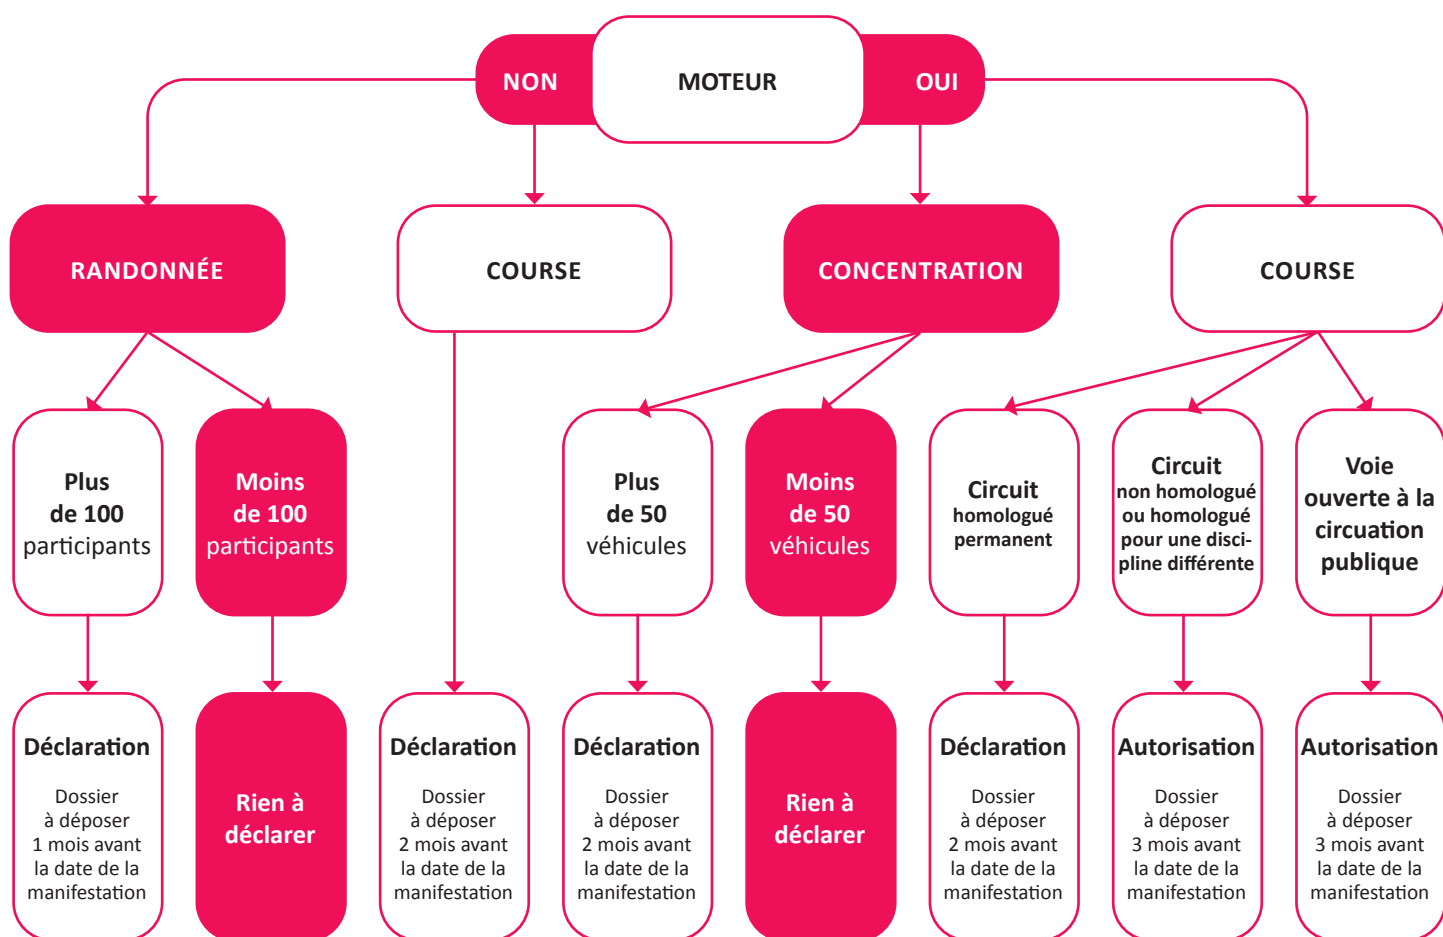 NON
MOTEUR
OUI
RANDONNÉE
COURSE
CONCENTRATION
COURSE
Plus
de 100
participants
Moins
de 100
participants
Plus
de 50
véhicules
Moins
de 50
véhicules
Circuit
homologué
permanent
Circuit
non homologué
ou homologué
pour une disci-
pline différente
Voie
ouverte à la
circuation
publique
Déclaration
Dossier
à déposer
1 mois avant
la date de la
manifestation
Rien à
déclarer
Déclaration
Dossier
à déposer
2 mois avant
la date de la
manifestation
Déclaration
Dossier
à déposer
2 mois avant
la date de la
manifestation
Rien à
déclarer
Déclaration
Dossier
à déposer
2 mois avant
la date de la
manifestation
Autorisation
Dossier
à déposer
3 mois avant
la date de la
manifestation
Autorisation
Dossier
à déposer
3 mois avant
la date de la
manifestation